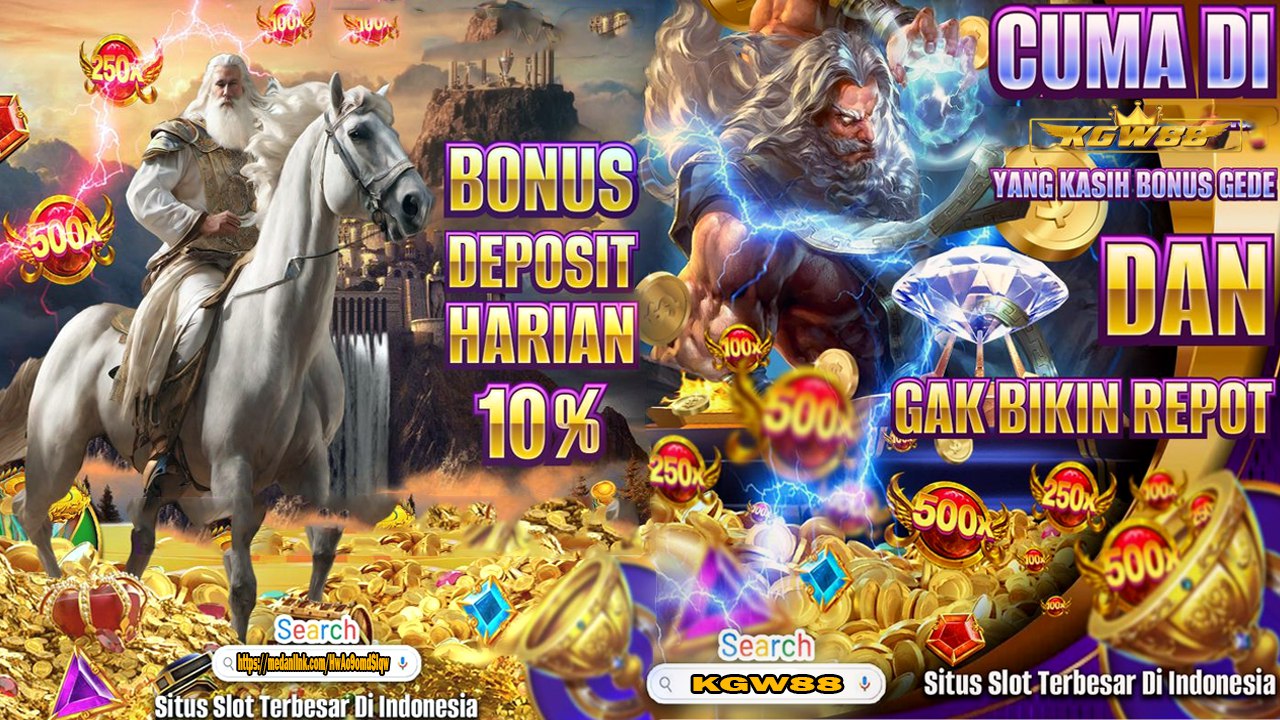 100x
100x
250x
500x
BONUS
DEPOSIT
HARIAN
10%
Search
Situs Slot Terbesar Di Indonesia
CUMA DI
KGW88
YANG KASIH BONUS GEDE
DAN
GAK BIKIN REPOT
100x
500x
250x
500x
250x
100x
500x
100x
100x
Search
KGW88
Situs Slot Terbesar Di Indonesia